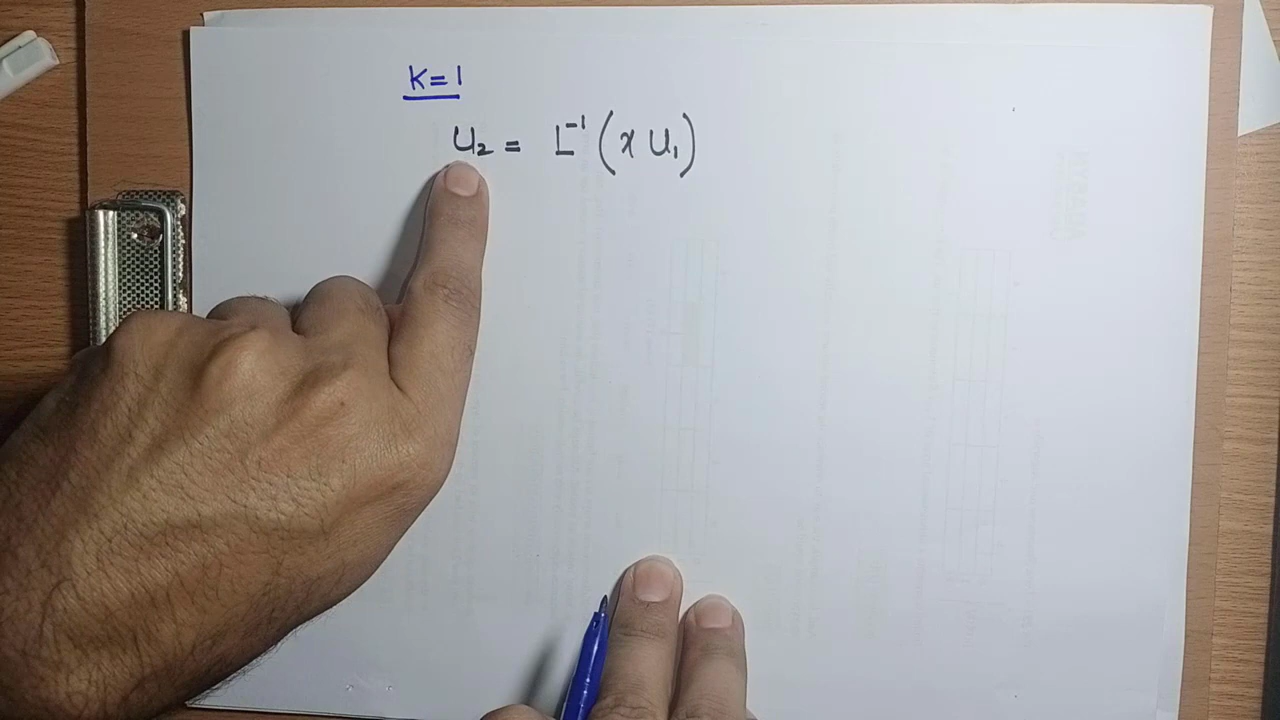 K=1
U₂ = L⁻¹(x U₁)